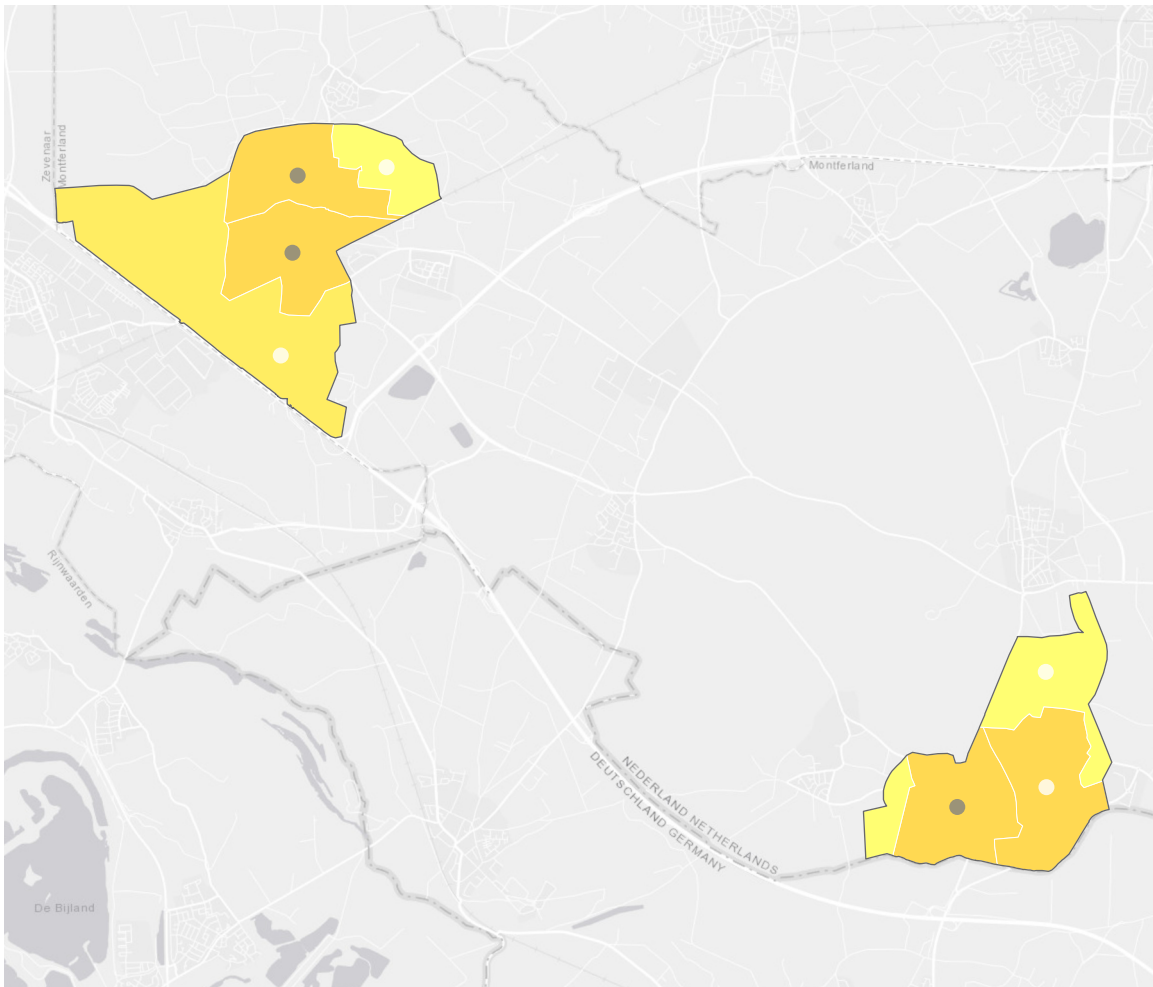 Zevenaar
Montferland
Montferland
Rijnwaarden
NEDERLAND NETHERLANDS
DEUTSCHLAND GERMANY
De Bijland